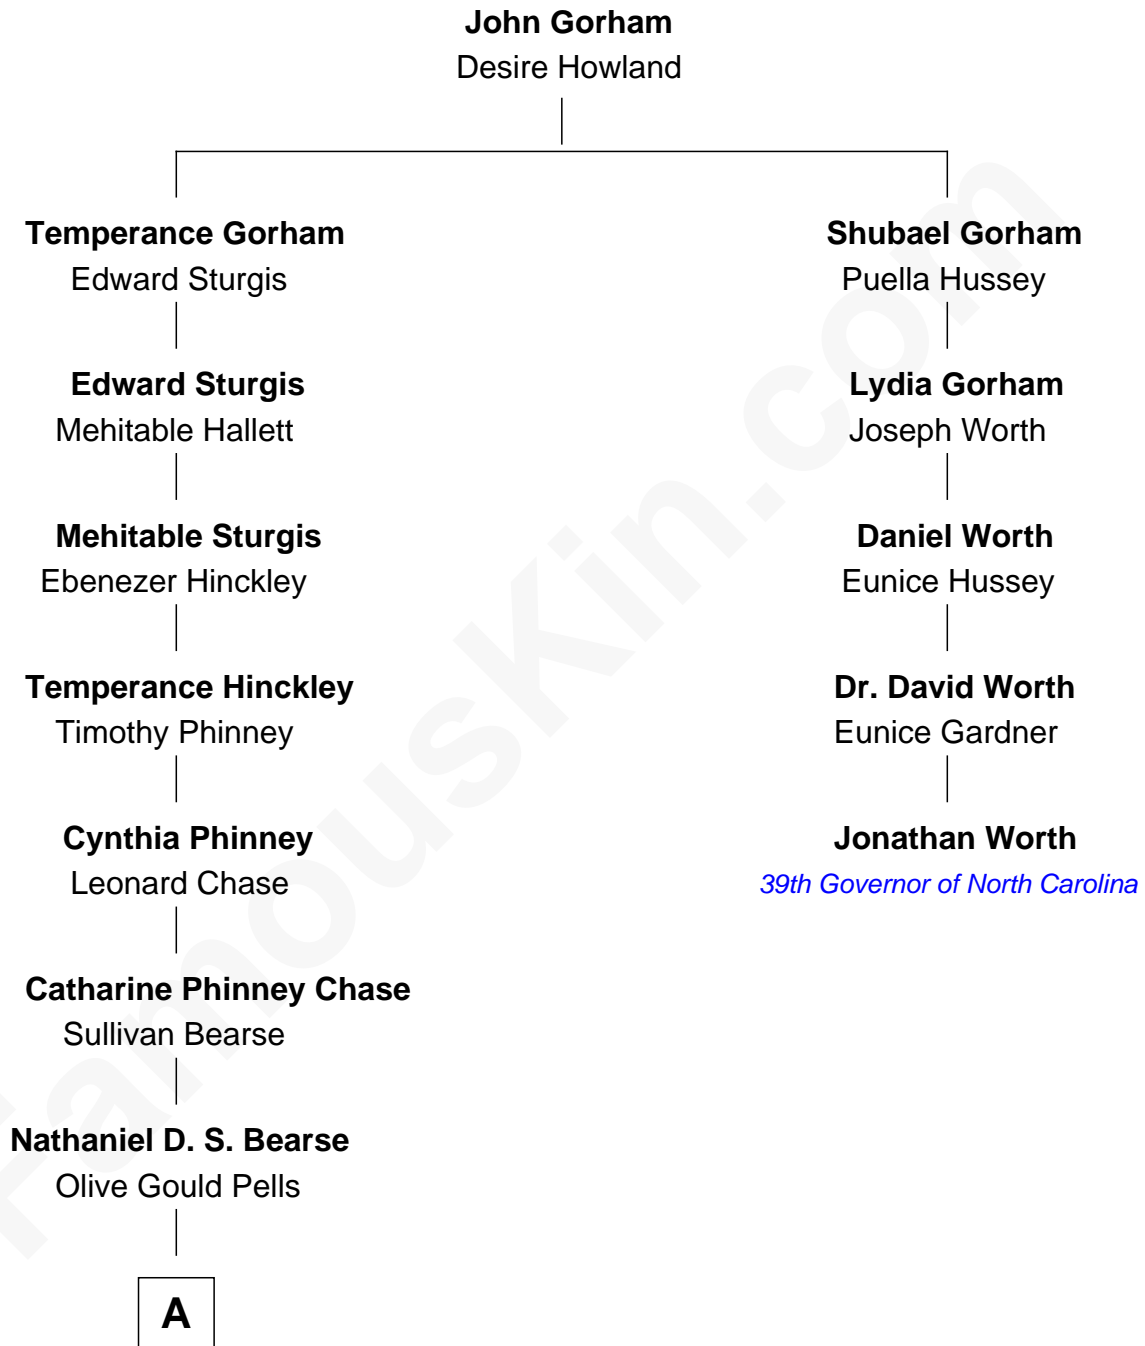 John Gorham
Desire Howland
Temperance Gorham
Edward Sturgis
Shubael Gorham
Puella Hussey
Edward Sturgis
Mehitable Hallett
Lydia Gorham
Joseph Worth
Mehitable Sturgis
Ebenezer Hinckley
Daniel Worth
Eunice Hussey
Temperance Hinckley
Timothy Phinney
Dr. David Worth
Eunice Gardner
Cynthia Phinney
Leonard Chase
Jonathan Worth
39th Governor of North Carolina
Catharine Phinney Chase
Sullivan Bearse
Nathaniel D. S. Bearse
Olive Gould Pells
A
FamousKin.com